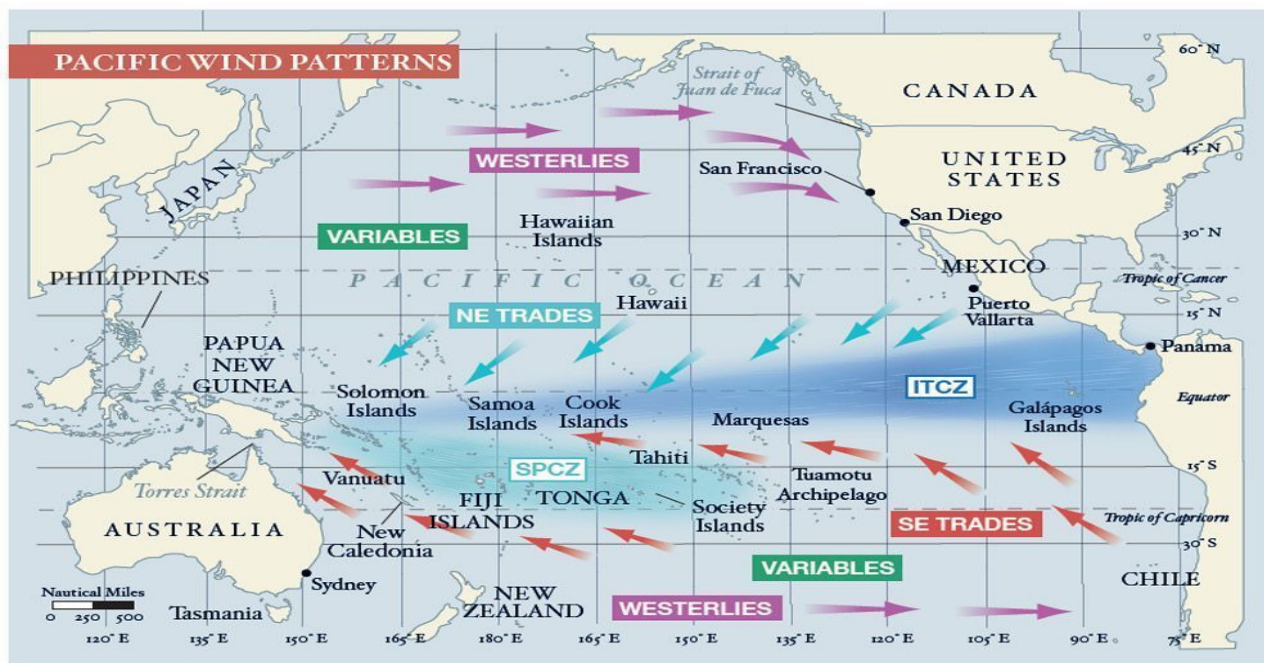 PACIFIC WIND PATTERNS
60° N
Strait of
Juan de Fuca
CANADA
WESTERLIES
45° N
JAPAN
San Francisco
UNITED
STATES
Hawaiian
Islands
San Diego
VARIABLES
30° N
PHILIPPINES
PACIFIC OCEAN
MEXICO
Tropic of Cancer
Hawaii
Puerto
Vallarta
NE TRADES
15° N
PAPUA
NEW
GUINEA
Panama
Solomon
Islands
Samoa
Islands
Cook
Islands
ITCZ
Marquesas
Galápagos
Islands
Equator
Tahiti
SPCZ
15° S
Torres Strait
Vanuatu
Tuamotu
Archipelago
FIJI
ISLANDS
TONGA
Society
Islands
AUSTRALIA
New
Caledonia
SE TRADES
Tropic of Capricorn
30° S
VARIABLES
Sydney
CHILE
Nautical Miles
0 250 500
Tasmania
NEW
ZEALAND
WESTERLIES
120° E 135° E 150° E 165° E 180° E 165° E 150° E 135° E 120° E 105° E 90° E 75° E